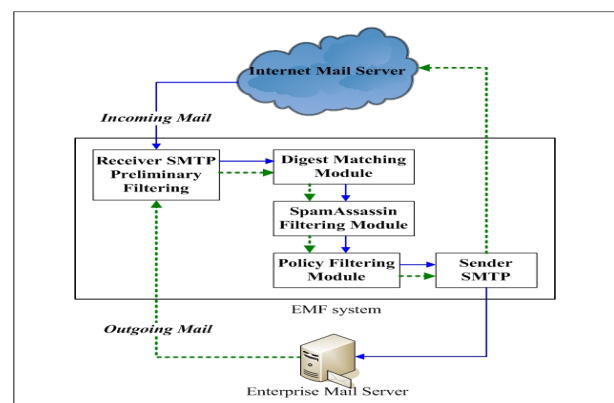 Internet Mail Server
Incoming Mail
Receiver SMTP
Preliminary
Filtering
Digest Matching
Module
SpamAssassin
Filtering Module
Policy Filtering
Module
Sender
SMTP
EMF system
Outgoing Mail
Enterprise Mail Server